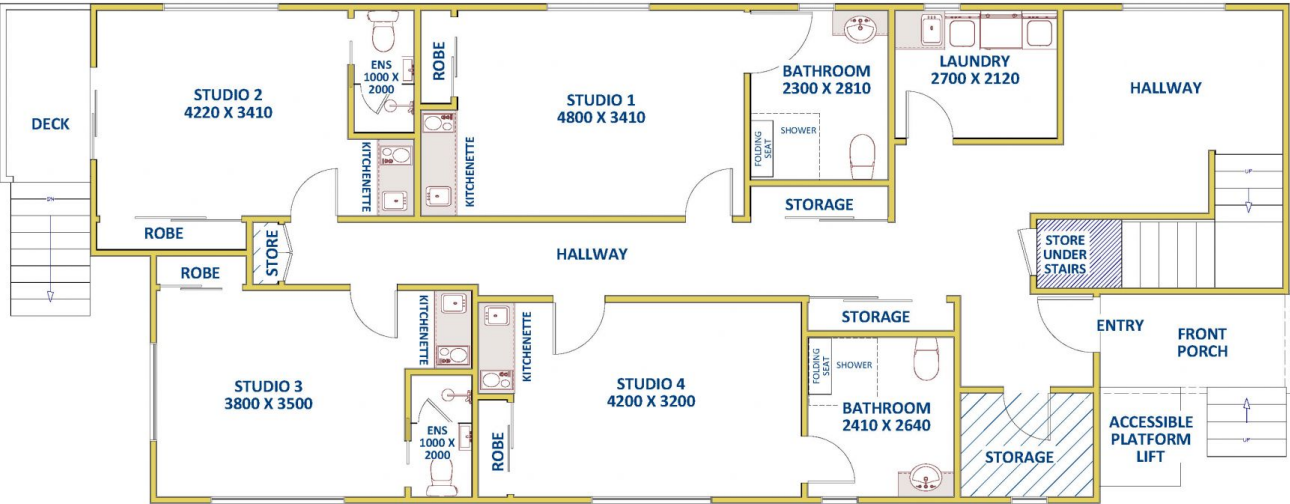 DECK
STUDIO 2
4220 X 3410
ENS
1000 X
2000
ROBE
STUDIO 1
4800 X 3410
BATHROOM
2300 X 2810
FOLDING
SEAT
SHOWER
LAUNDRY
2700 X 2120
HALLWAY
KITCHENETTE
KITCHENETTE
STORAGE
UP
DN
ROBE
STORE
HALLWAY
STORE
UNDER
STAIRS
ROBE
KITCHENETTE
KITCHENETTE
STORAGE
ENTRY
FRONT
PORCH
STUDIO 3
3800 X 3500
ENS
1000 X
2000
ROBE
STUDIO 4
4200 X 3200
FOLDING
SEAT
SHOWER
BATHROOM
2410 X 2640
STORAGE
ACCESSIBLE
PLATFORM
LIFT
UP